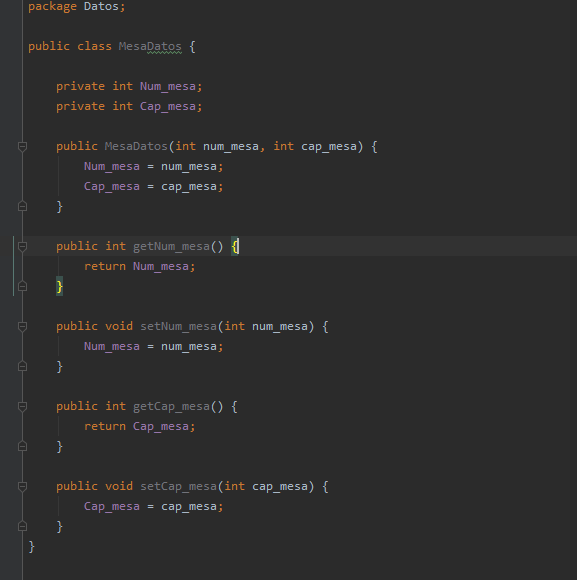 package Datos;
public class MesaDatos {
private int Num_mesa;
private int Cap_mesa;
public MesaDatos(int num_mesa, int cap_mesa) {
Num_mesa = num_mesa;
Cap_mesa = cap_mesa;
}
public int getNum_mesa() {
return Num_mesa;
}
public void setNum_mesa(int num_mesa) {
Num_mesa = num_mesa;
}
public int getCap_mesa() {
return Cap_mesa;
}
public void setCap_mesa(int cap_mesa) {
Cap_mesa = cap_mesa;
}
}